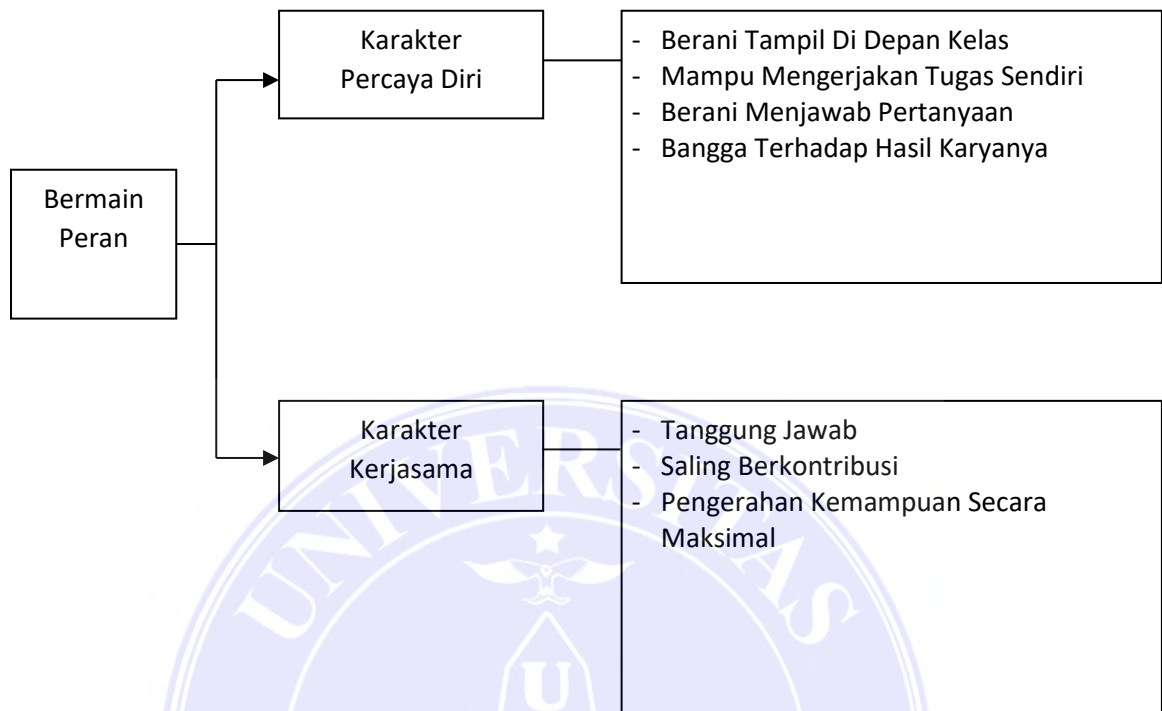 Karakter
Percaya Diri
- Berani Tampil Di Depan Kelas
- Mampu Mengerjakan Tugas Sendiri
- Berani Menjawab Pertanyaan
- Bangga Terhadap Hasil Karyanya
Bermain
Peran
Karakter
Kerjasama
- Tanggung Jawab
- Saling Berkontribusi
- Pengerahan Kemampuan Secara
Maksimal
UNIVERSITAS
U